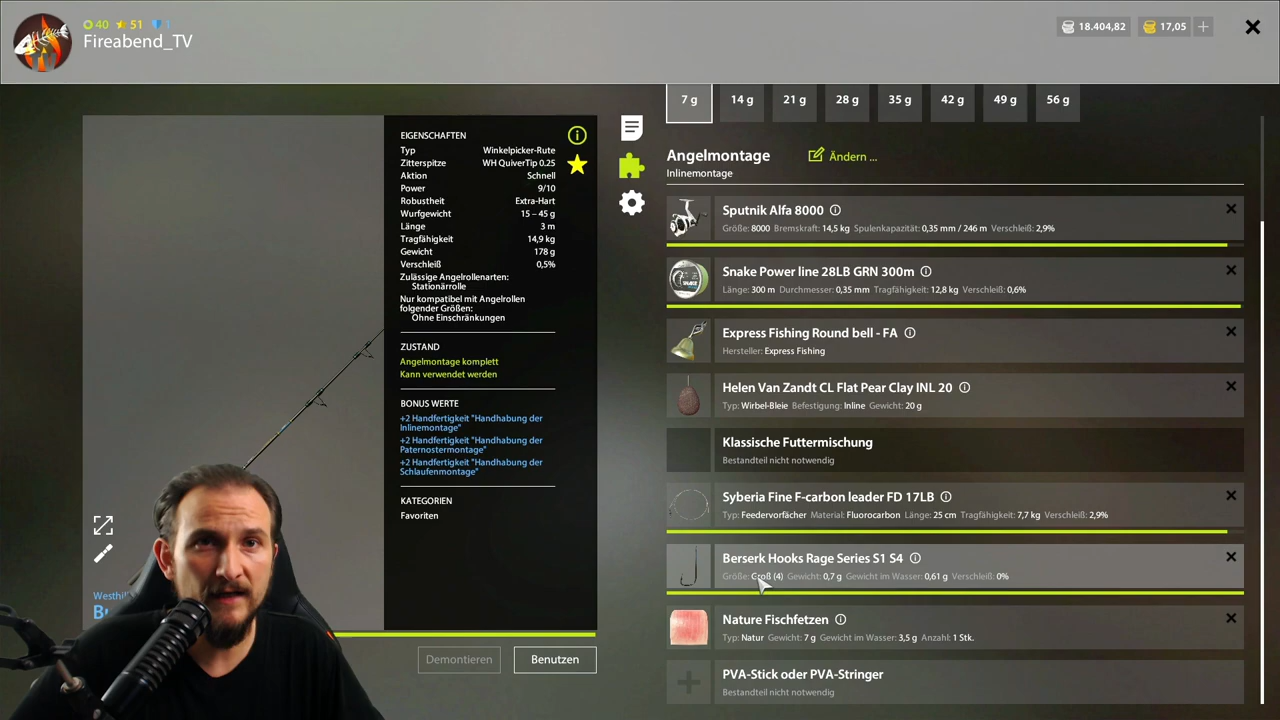 40 51 1
Fireabend_TV
18.404,82 17,05
7 g 14 g 21 g 28 g 35 g 42 g 49 g 56 g
EIGENSCHAFTEN
Typ Winkelpicker-Rute
Zitterspitze WH QuiverTip 0.25
Aktion Schnell
Power 9/10
Robustheit Extra-Hart
Wurfgewicht 15 – 45 g
Länge 3 m
Tragfähigkeit 14,9 kg
Gewicht 178 g
Verschleiß 0,5%
Zulässige Angelrollenarten:
Stationärrolle
Nur kompatibel mit Angelrollen
folgender Größen:
Ohne Einschränkungen
ZUSTAND
Angelmontage komplett
Kann verwendet werden
BONUS WERTE
+2 Handfertigkeit "Handhabung der
Inlinemontage"
+2 Handfertigkeit "Handhabung der
Paternostermontage"
+2 Handfertigkeit "Handhabung der
Schlaufenmontage"
KATEGORIEN
Favoriten
Westhi
Demontieren Benutzen
Angelmontage Ändern ...
Inlinemontage
Sputnik Alfa 8000
Größe: 8000 Bremskraft: 14,5 kg Spulenkapazität: 0,35 mm / 246 m Verschleiß: 2,9%
Snake Power line 28LB GRN 300m
Länge: 300 m Durchmesser: 0,35 mm Tragfähigkeit: 12,8 kg Verschleiß: 0,6%
Express Fishing Round bell - FA
Hersteller: Express Fishing
Helen Van Zandt CL Flat Pear Clay INL 20
Typ: Wirbel-Bleie Befestigung: Inline Gewicht: 20 g
Klassische Futtermischung
Bestandteil nicht notwendig
Syberia Fine F-carbon leader FD 17LB
Typ: Feedervorfächer Material: Fluorocarbon Länge: 25 cm Tragfähigkeit: 7,7 kg Verschleiß: 2,9%
Berserk Hooks Rage Series S1 S4
Größe: Groß (4) Gewicht: 0,7 g Gewicht im Wasser: 0,61 g Verschleiß: 0%
Nature Fischfetzen
Typ: Natur Gewicht: 7 g Gewicht im Wasser: 3,5 g Anzahl: 1 Stk.
PVA-Stick oder PVA-Stringer
Bestandteil nicht notwendig